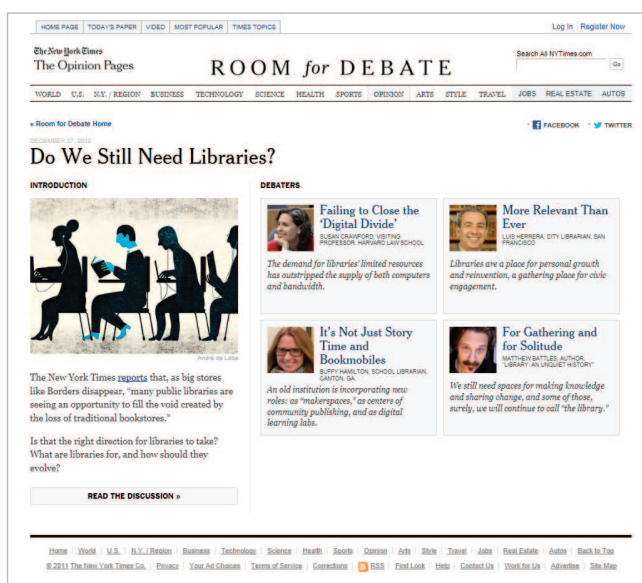 HOME PAGE TODAY'S PAPER VIDEO MOST POPULAR TIMES TOPICS
Log In Register Now
The New York Times
The Opinion Pages
ROOM for DEBATE
Search All NYTimes.com
Go
WORLD U.S. N.Y. / REGION BUSINESS TECHNOLOGY SCIENCE HEALTH SPORTS OPINION ARTS STYLE TRAVEL JOBS REAL ESTATE AUTOS
« Room for Debate Home
FACEBOOK TWITTER
DECEMBER 27, 2012
Do We Still Need Libraries?
INTRODUCTION
André da Loba
The New York Times reports that, as big stores
like Borders disappear, “many public libraries are
seeing an opportunity to fill the void created by
the loss of traditional bookstores.”
Is that the right direction for libraries to take?
What are libraries for, and how should they
evolve?
READ THE DISCUSSION »
DEBATERS
Failing to Close the
‘Digital Divide’
SUSAN CRAWFORD, VISITING
PROFESSOR, HARVARD LAW SCHOOL
The demand for libraries' limited resources
has outstripped the supply of both computers
and bandwidth.
More Relevant Than
Ever
LUIS HERRERA, CITY LIBRARIAN, SAN
FRANCISCO
Libraries are a place for personal growth
and reinvention, a gathering place for civic
engagement.
It's Not Just Story
Time and
Bookmobiles
BUFFY HAMILTON, SCHOOL LIBRARIAN,
CANTON, GA.
An old institution is incorporating new
roles: as "makerspaces," as centers of
community publishing, and as digital
learning labs.
For Gathering and
for Solitude
MATTHEW BATTLES, AUTHOR,
"LIBRARY: AN UNQUIET HISTORY"
We still need spaces for making knowledge
and sharing change, and some of those,
surely, we will continue to call "the library."
Home World U.S. N.Y. / Region Business Technology Science Health Sports Opinion Arts Style Travel Jobs Real Estate Autos Back to Top
© 2011 The New York Times Co. Privacy Your Ad Choices Terms of Service Corrections RSS First Look Help Contact Us Work for Us Advertise Site Map